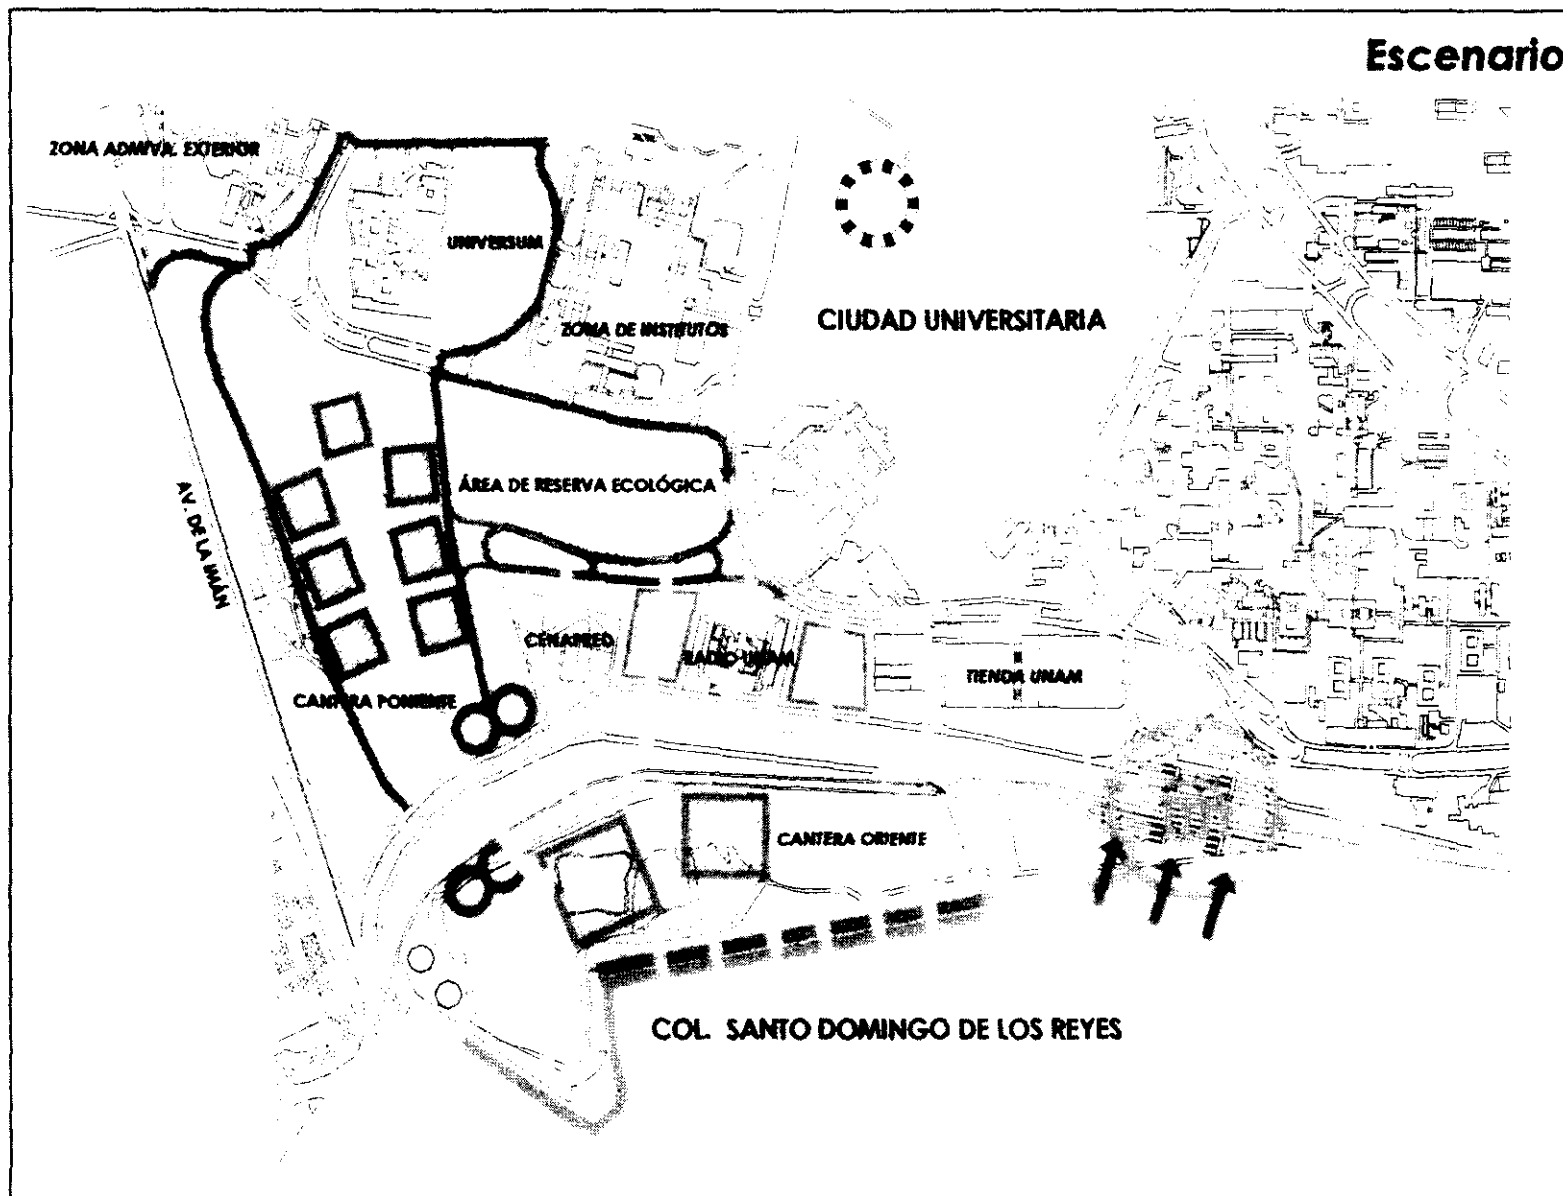 Escenario
ZONA ADMVA. EXTERIOR
UNIVERSUM
ZONA DE INSTITUTOS
CIUDAD UNIVERSITARIA
ÁREA DE RESERVA ECOLÓGICA
AV. DE LA IMÁN
CENAPRED
RADIO UNAM
TIENDA UNAM
CANTERA PONIENTE
CANTERA ORIENTE
COL. SANTO DOMINGO DE LOS REYES